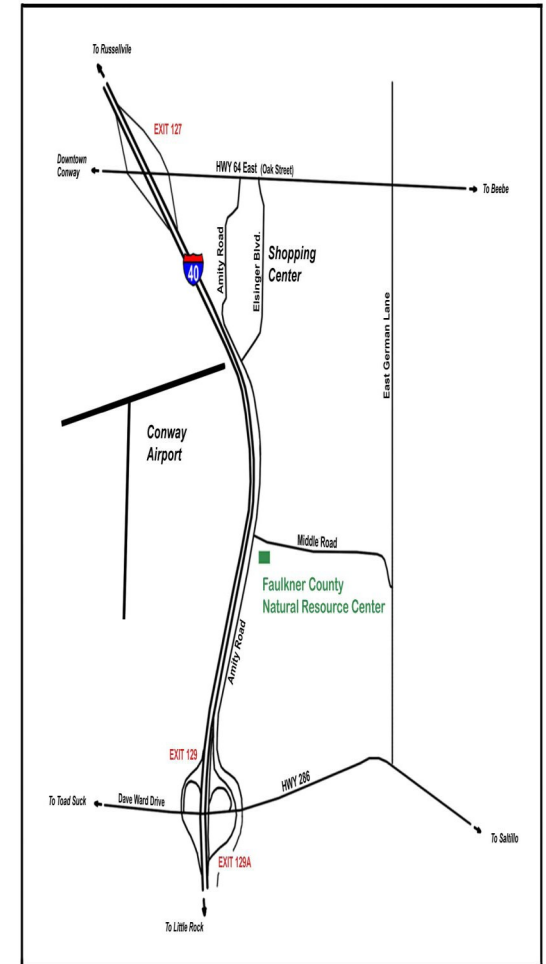 To Russellvile
EXIT 127
HWY 64 East (Oak Street)
Downtown
Conway
To Beebe
Amity Road
Elsinger Blvd.
Shopping
Center
40
East German Lane
Conway
Airport
Middle Road
Faulkner County
Natural Resource Center
Amity Road
EXIT 129
HWY 286
To Toad Suck
Dave Ward Drive
To Saltillo
EXIT 129A
To Little Rock